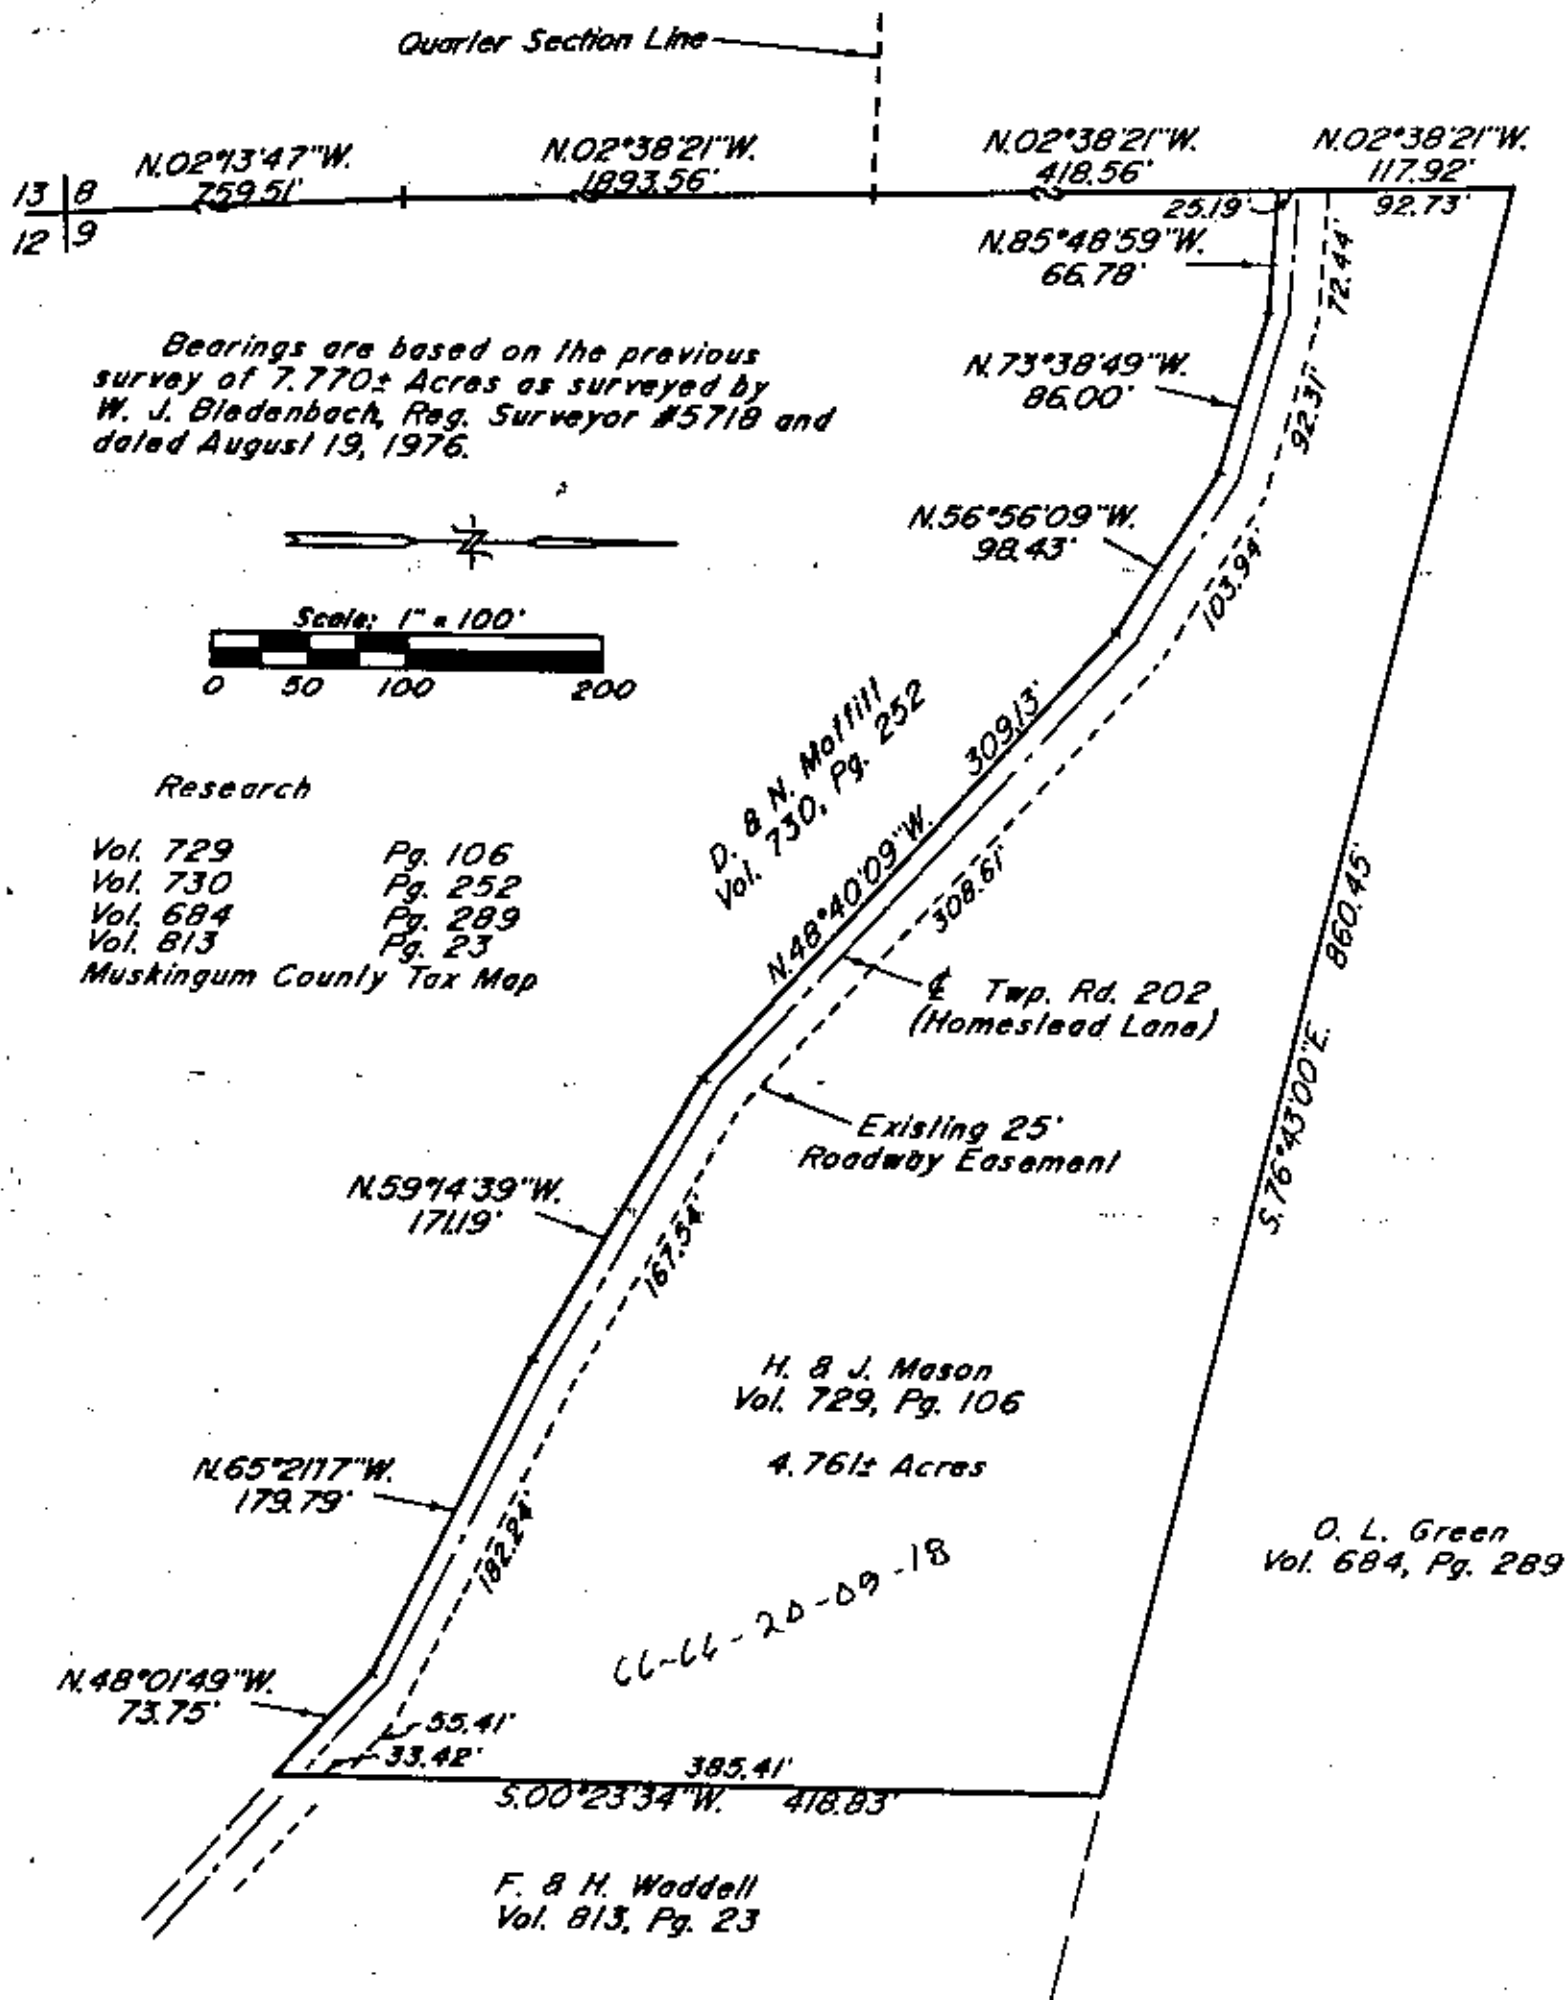 Quarter Section Line
N.02°13'47"W.
759.51'
N.02°38'21"W.
1893.56'
N.02°38'21"W.
418.56'
N.02°38'21"W.
117.92'
13 8
12 9
25.19'
92.73'
N.85°48'59"W.
66.78'
72.44'
Bearings are based on the previous
survey of 7.770± Acres as surveyed by
W. J. Biedenbach, Reg. Surveyor #5718 and
dated August 19, 1976.
N.73°38'49"W.
86.00'
92.31'
N.56°56'09"W.
98.43'
103.94'
N
Scale: 1" = 100'
0 50 100 200
D. & N. Moffitt
Vol. 730, Pg. 252
309.13'
N.48°40'09"W.
308.61'
Research
Vol. 729 Pg. 106
Vol. 730 Pg. 252
Vol. 684 Pg. 289
Vol. 813 Pg. 23
Muskingum County Tax Map
860.45'
S.76°43'00"E.
℄ Twp. Rd. 202
(Homestead Lane)
Existing 25'
Roadway Easement
N.59°14'39"W.
171.19'
167.54'
H. & J. Mason
Vol. 729, Pg. 106
4.761± Acres
N.65°21'17"W.
179.79'
182.24'
O. L. Green
Vol. 684, Pg. 289
66-66-20-09-18
N.48°01'49"W.
73.75'
55.41'
33.42'
385.41'
S.00°23'34"W. 418.83'
F. & H. Waddell
Vol. 813, Pg. 23